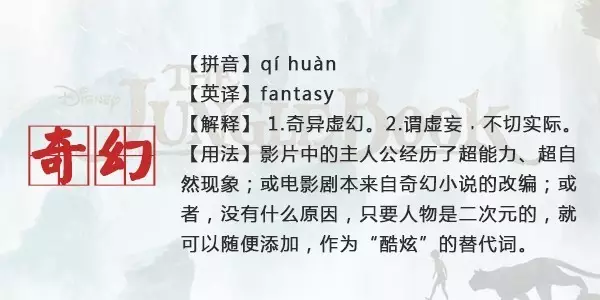 【拼音】qí huàn
【英译】fantasy
【解释】 1.奇异虚幻。2.谓虚妄﹐不切实际。
【用法】影片中的主人公经历了超能力、超自
然现象；或电影剧本来自奇幻小说的改编；或
者，没有什么原因，只要人物是二次元的，就
可以随便添加，作为“酷炫”的替代词。
奇幻
Disney
THE
JUNGLE BOOK